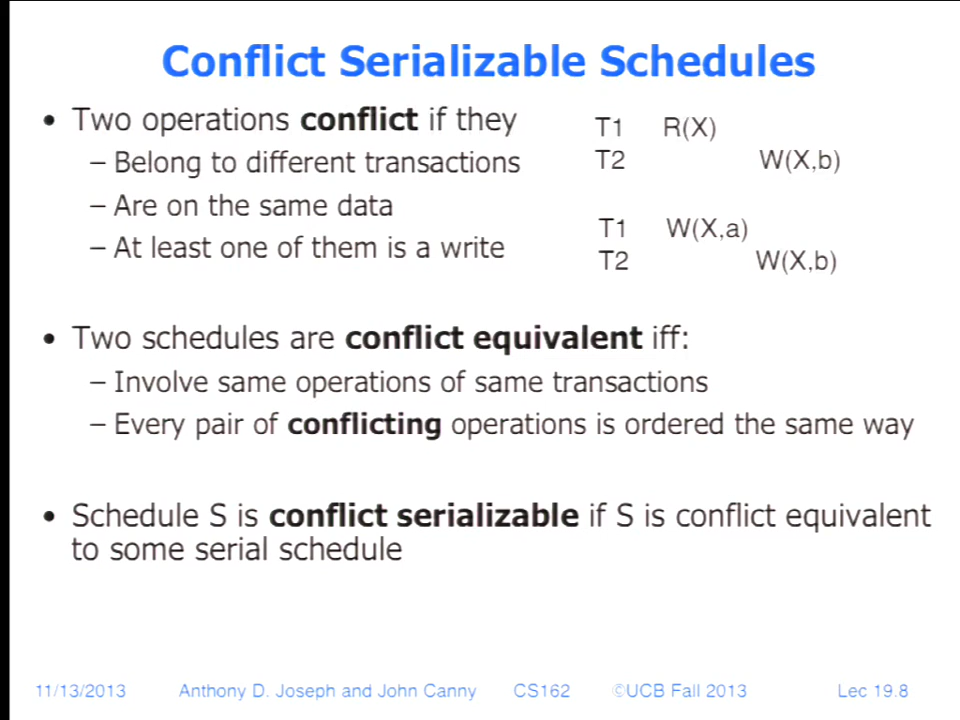 Conflict Serializable Schedules
• Two operations conflict if they
– Belong to different transactions
– Are on the same data
– At least one of them is a write
T1 R(X)
T2 W(X,b)
T1 W(X,a)
T2 W(X,b)
• Two schedules are conflict equivalent iff:
– Involve same operations of same transactions
– Every pair of conflicting operations is ordered the same way
• Schedule S is conflict serializable if S is conflict equivalent
to some serial schedule
11/13/2013 Anthony D. Joseph and John Canny CS162 ©UCB Fall 2013 Lec 19.8